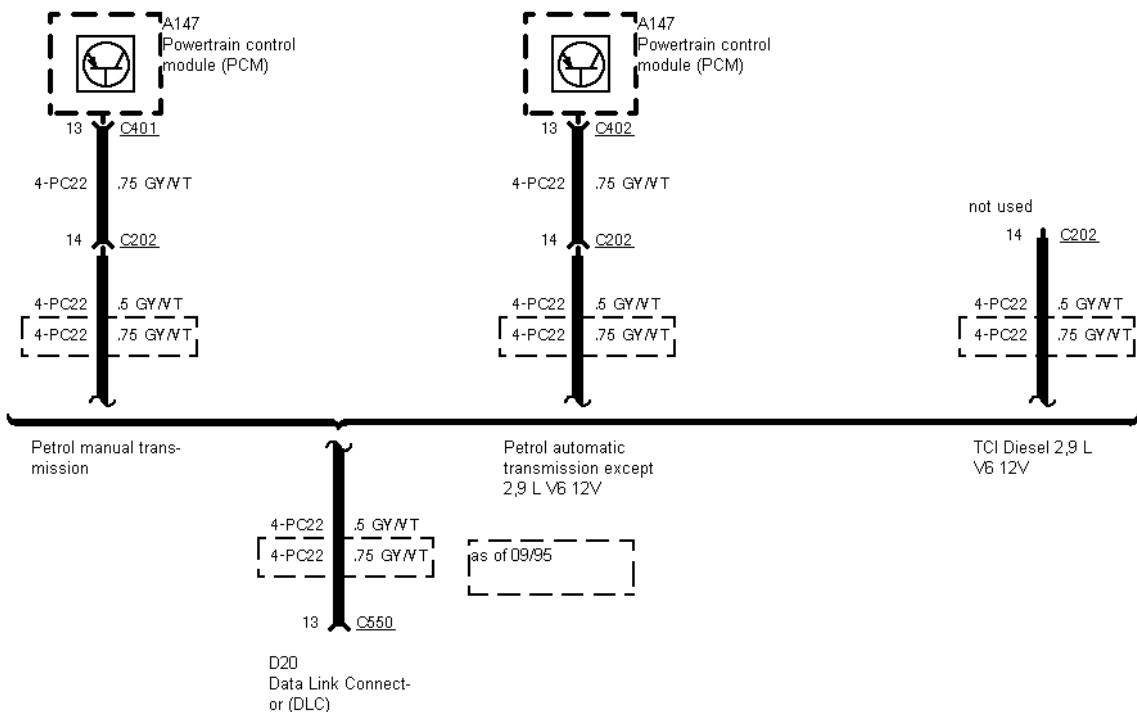 A147
Powertrain control
module (PCM)
13 C401
4-PC22 .75 GY/VT
14 C202
4-PC22 .5 GY/VT
4-PC22 .75 GY/VT
Petrol manual trans-
mission
A147
Powertrain control
module (PCM)
13 C402
4-PC22 .75 GY/VT
14 C202
4-PC22 .5 GY/VT
4-PC22 .75 GY/VT
Petrol automatic
transmission except
2,9 L V6 12V
not used
14 C202
4-PC22 .5 GY/VT
4-PC22 .75 GY/VT
TCI Diesel 2,9 L
V6 12V
4-PC22 .5 GY/VT
4-PC22 .75 GY/VT
as of 09/95
13 C550
D20
Data Link Connect-
or (DLC)